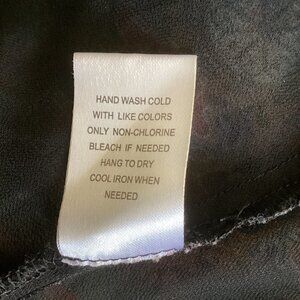 HAND WASH COLD
WITH LIKE COLORS
ONLY NON-CHLORINE
BLEACH IF NEEDED
HANG TO DRY
COOL IRON WHEN
NEEDED